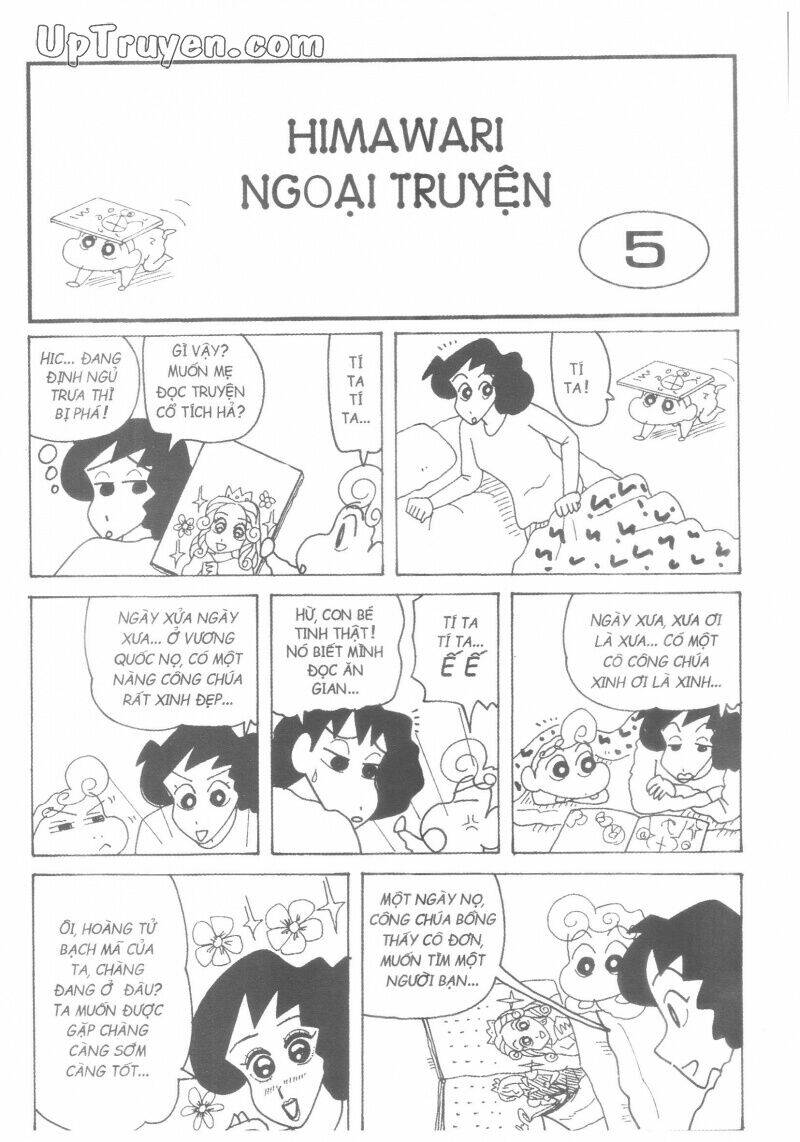 UpTruyen.com
HIMAWARI
NGOẠI TRUYỆN
5
TÍ
TA!
TÍ
TA
TÍ
TA...
GÌ VẬY?
MUỐN MẸ
ĐỌC TRUYỆN
CỔ TÍCH HẢ?
HIC... ĐANG
ĐỊNH NGỦ
TRƯA THÌ
BỊ PHÁ!
NGÀY XƯA, XƯA ƠI
LÀ XƯA... CÓ MỘT
CÔ CÔNG CHÚA
XINH ƠI LÀ XINH...
TÍ TA
TÍ TA...
Ế Ế
HỪ, CON BÉ
TINH THẬT!
NÓ BIẾT MÌNH
ĐỌC ĂN
GIAN...
NGÀY XỬA NGÀY
XƯA... Ở VƯƠNG
QUỐC NỌ, CÓ MỘT
NÀNG CÔNG CHÚA
RẤT XINH ĐẸP...
MỘT NGÀY NỌ,
CÔNG CHÚA BỖNG
THẤY CÔ ĐƠN,
MUỐN TÌM MỘT
NGƯỜI BẠN...
ÔI, HOÀNG TỬ
BẠCH MÃ CỦA
TA, CHÀNG
ĐANG Ở ĐÂU?
TA MUỐN ĐƯỢC
GẶP CHÀNG
CÀNG SỚM
CÀNG TỐT...